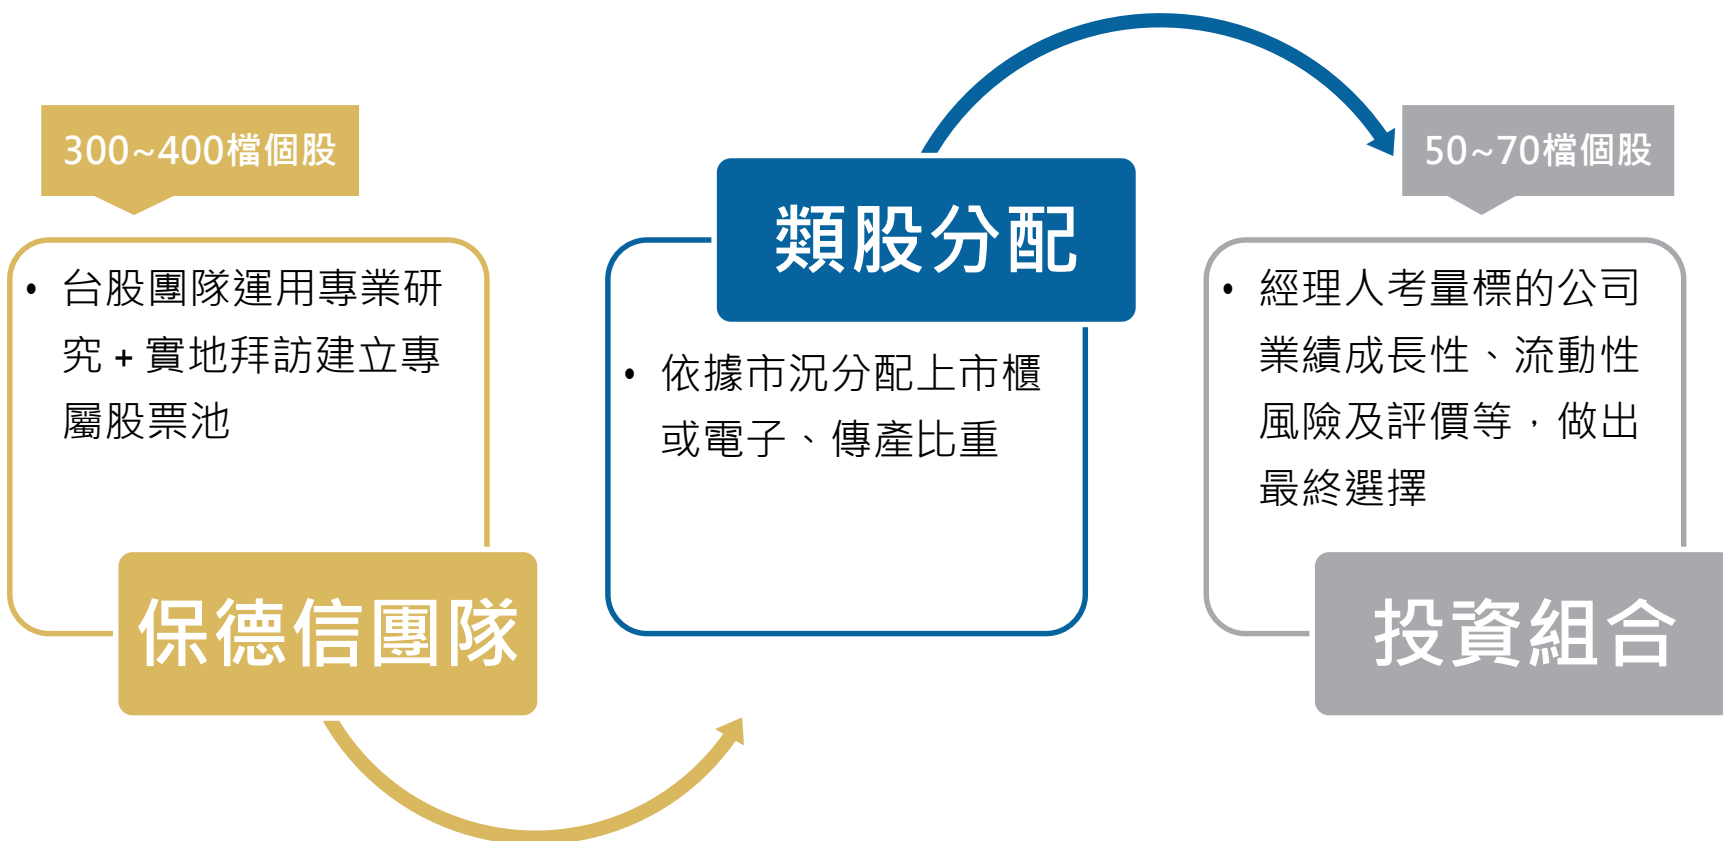 300~400檔個股
• 台股團隊運用專業研
究 + 實地拜訪建立專
屬股票池
保德信團隊
類股分配
• 依據市況分配上市櫃
或電子、傳產比重
50~70檔個股
• 經理人考量標的公司
業績成長性、流動性
風險及評價等，做出
最終選擇
投資組合